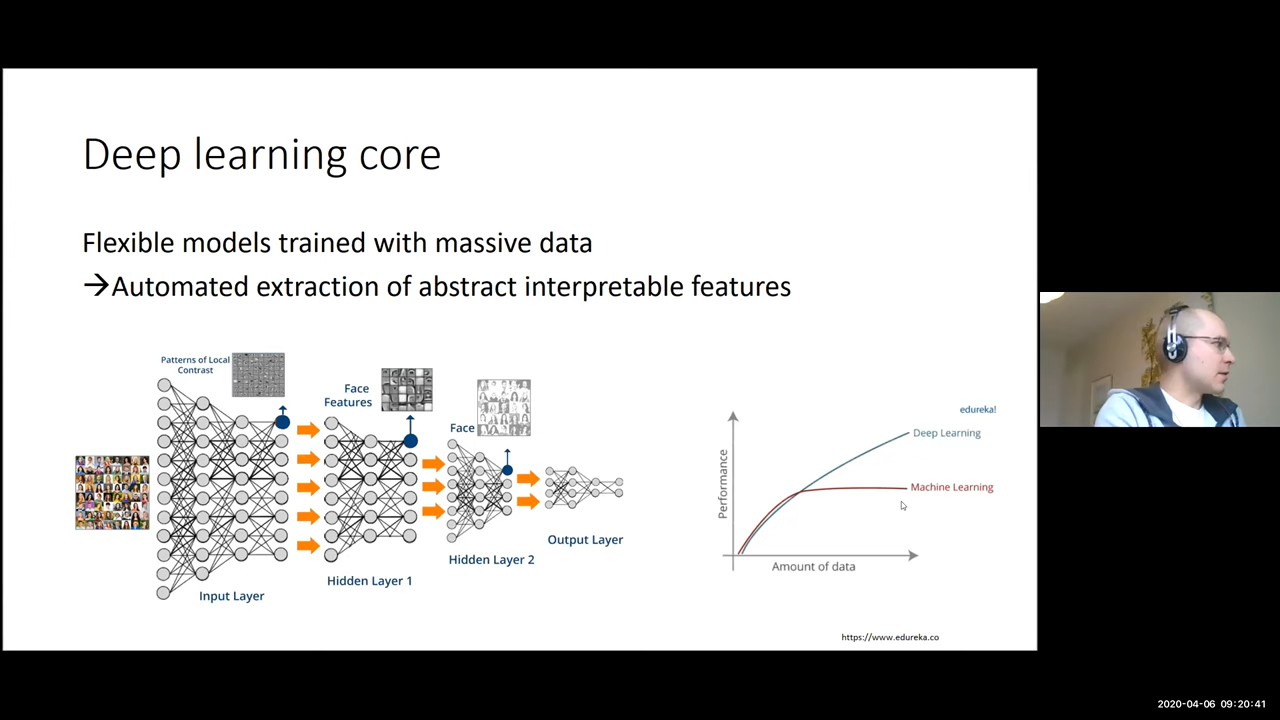 Deep learning core
Flexible models trained with massive data
→Automated extraction of abstract interpretable features
Patterns of Local
Contrast
Face
Features
Face
Input Layer
Hidden Layer 1
Hidden Layer 2
Output Layer
edureka!
Deep Learning
Machine Learning
Performance
Amount of data
https://www.edureka.co
2020-04-06 09:20:41